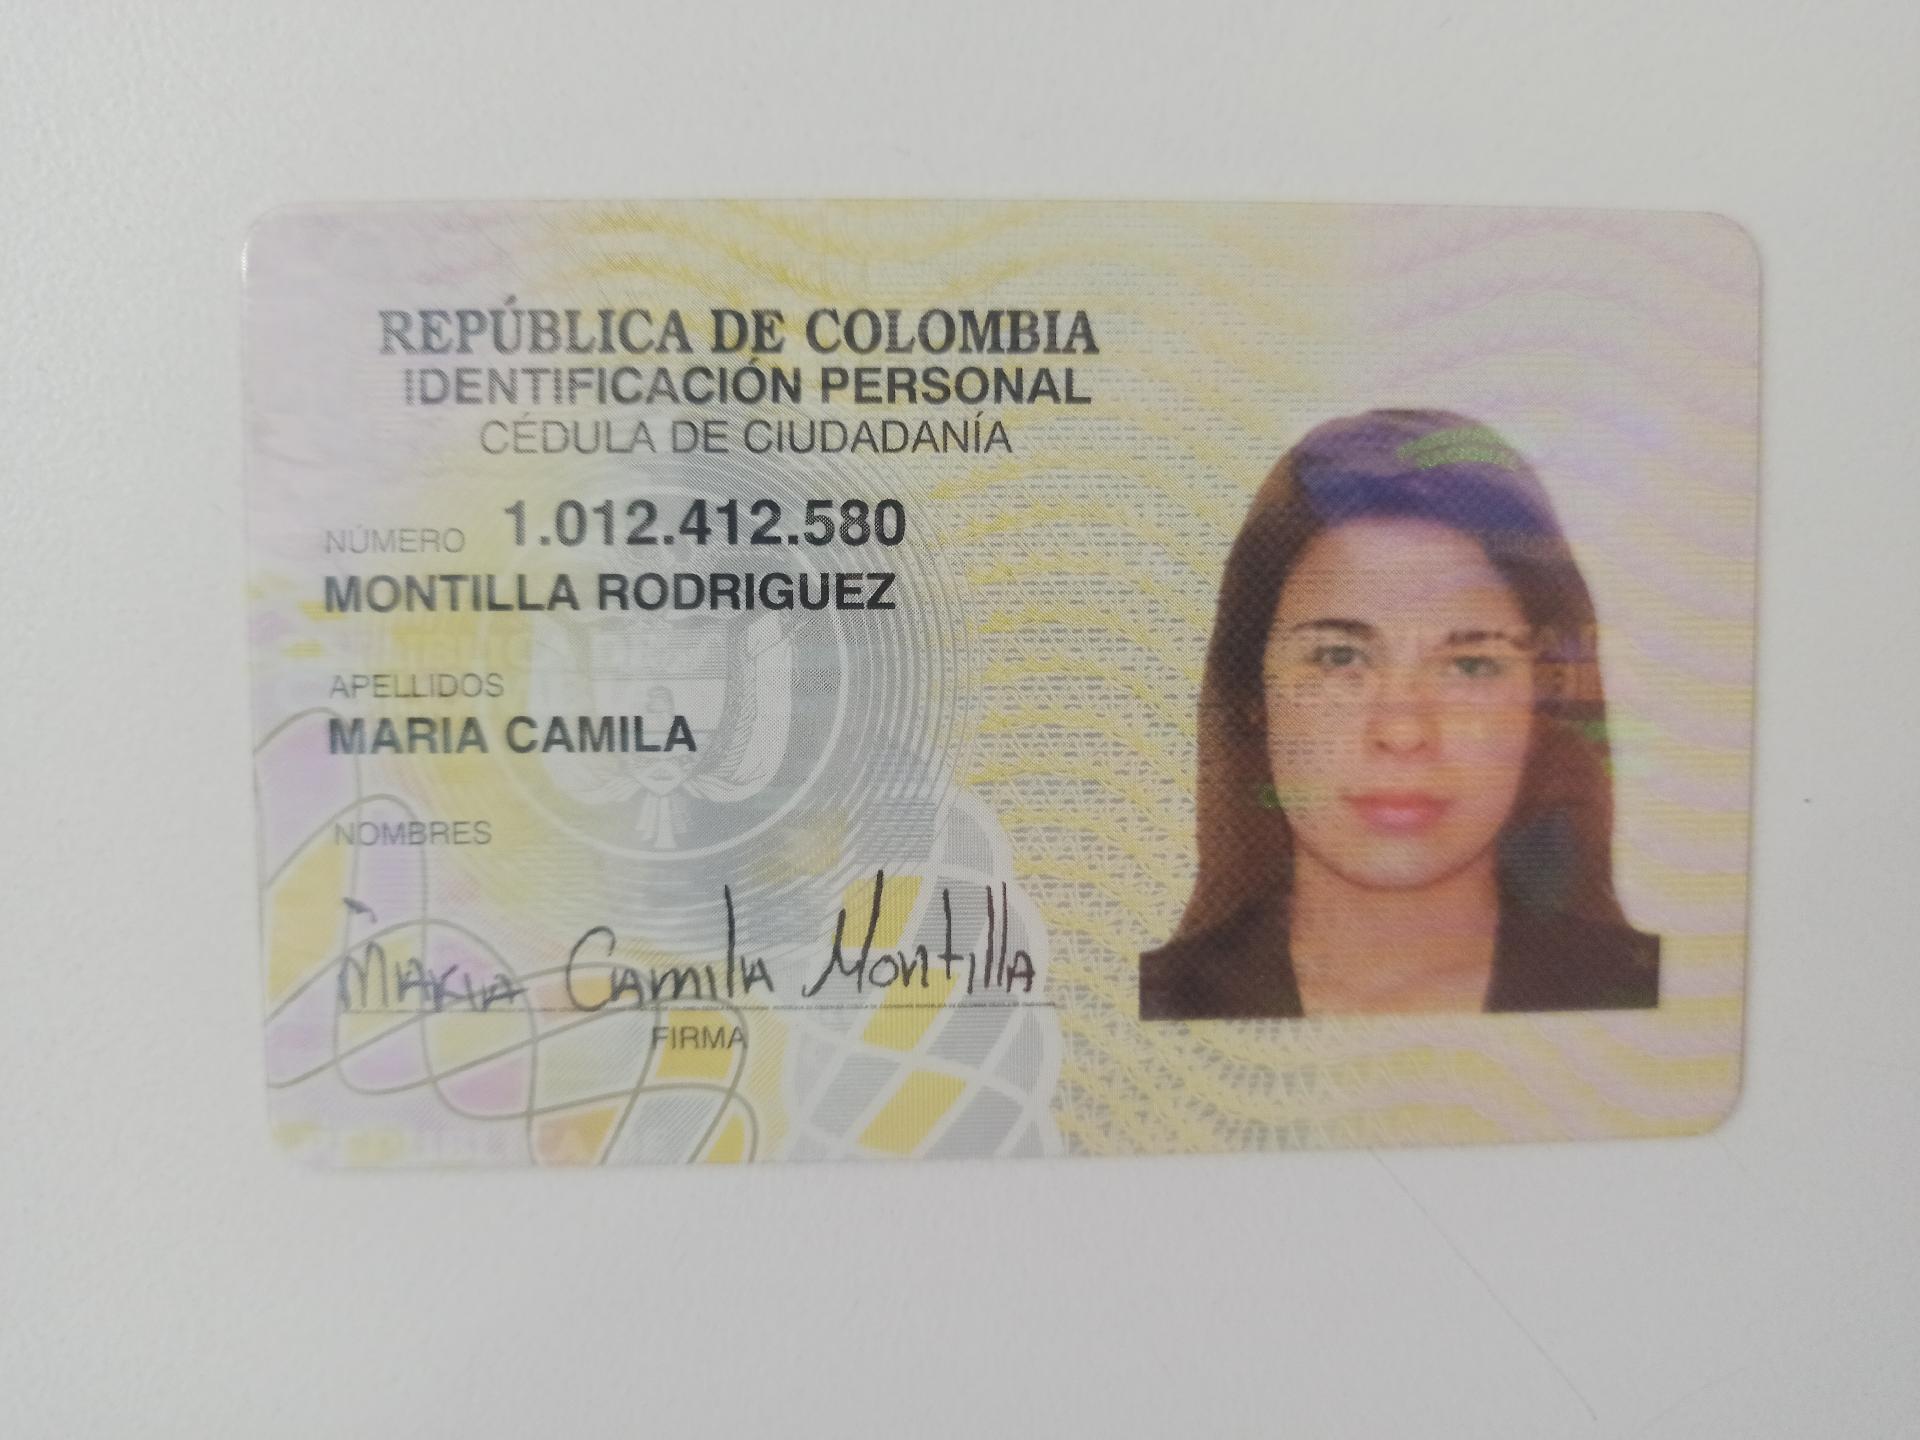 REPÚBLICA DE COLOMBIA
IDENTIFICACIÓN PERSONAL
CÉDULA DE CIUDADANÍA
NÚMERO 1.012.412.580
MONTILLA RODRIGUEZ
APELLIDOS
MARIA CAMILA
NOMBRES
Maria Camila Montilla
FIRMA
NACIONAL